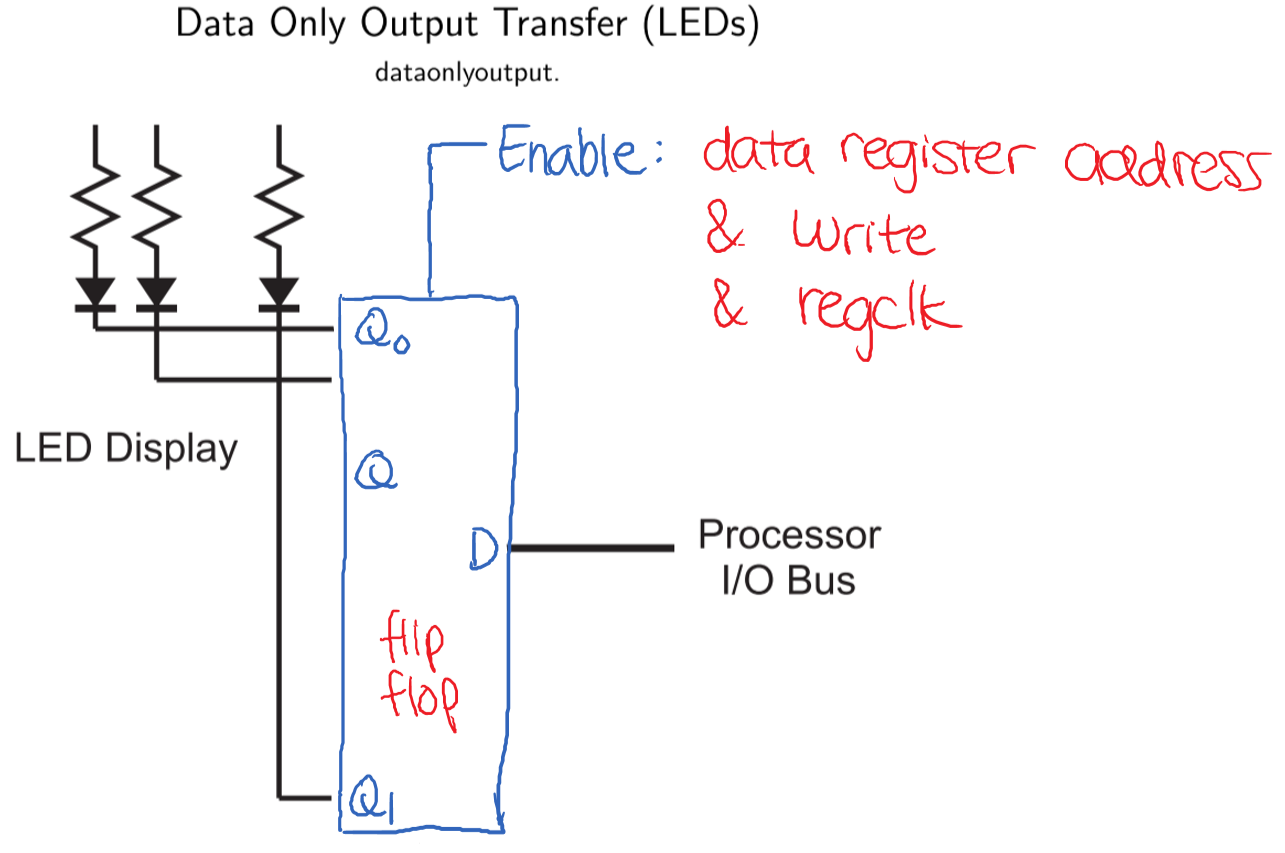 Data Only Output Transfer (LEDs)
dataonlyoutput.
Enable: data register address
& write
& regclk
Q0
LED Display
Q
D
Processor
I/O Bus
flip
flop
Q1